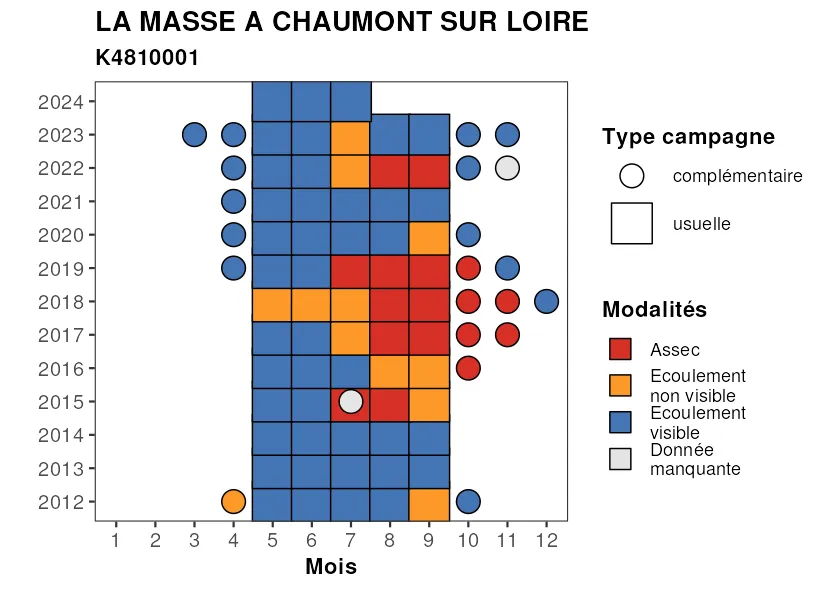 LA MASSE A CHAUMONT SUR LOIRE
K4810001
2024
2023
2022
2021
2020
2019
2018
2017
2016
2015
2014
2013
2012
1 2 3 4 5 6 7 8 9 10 11 12
Mois
Type campagne
complémentaire
usuelle
Modalités
Assec
Ecoulement
non visible
Ecoulement
visible
Donnée
manquante